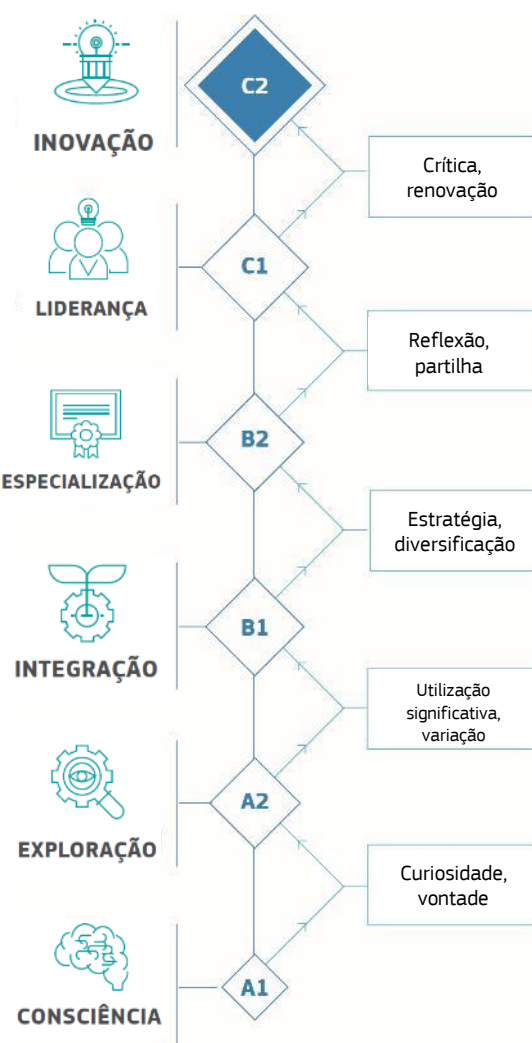 C2
INOVAÇÃO
Crítica,
renovação
C1
LIDERANÇA
Reflexão,
partilha
B2
ESPECIALIZAÇÃO
Estratégia,
diversificação
B1
INTEGRAÇÃO
Utilização
significativa,
variação
A2
EXPLORAÇÃO
Curiosidade,
vontade
A1
CONSCIÊNCIA